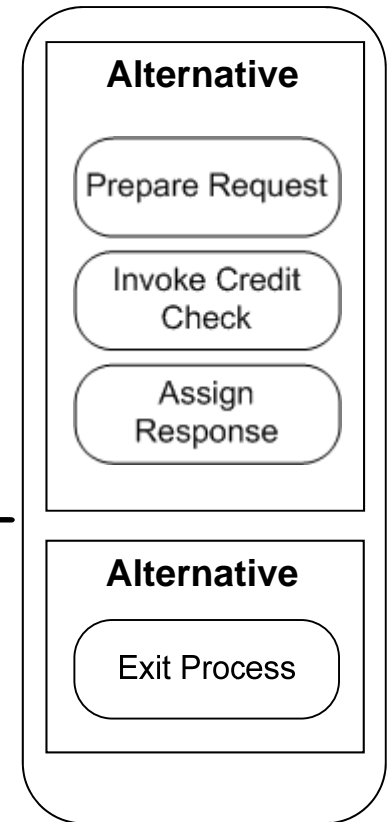 Alternative
Prepare Request
Invoke Credit
Check
Assign
Response
Alternative
Exit Process